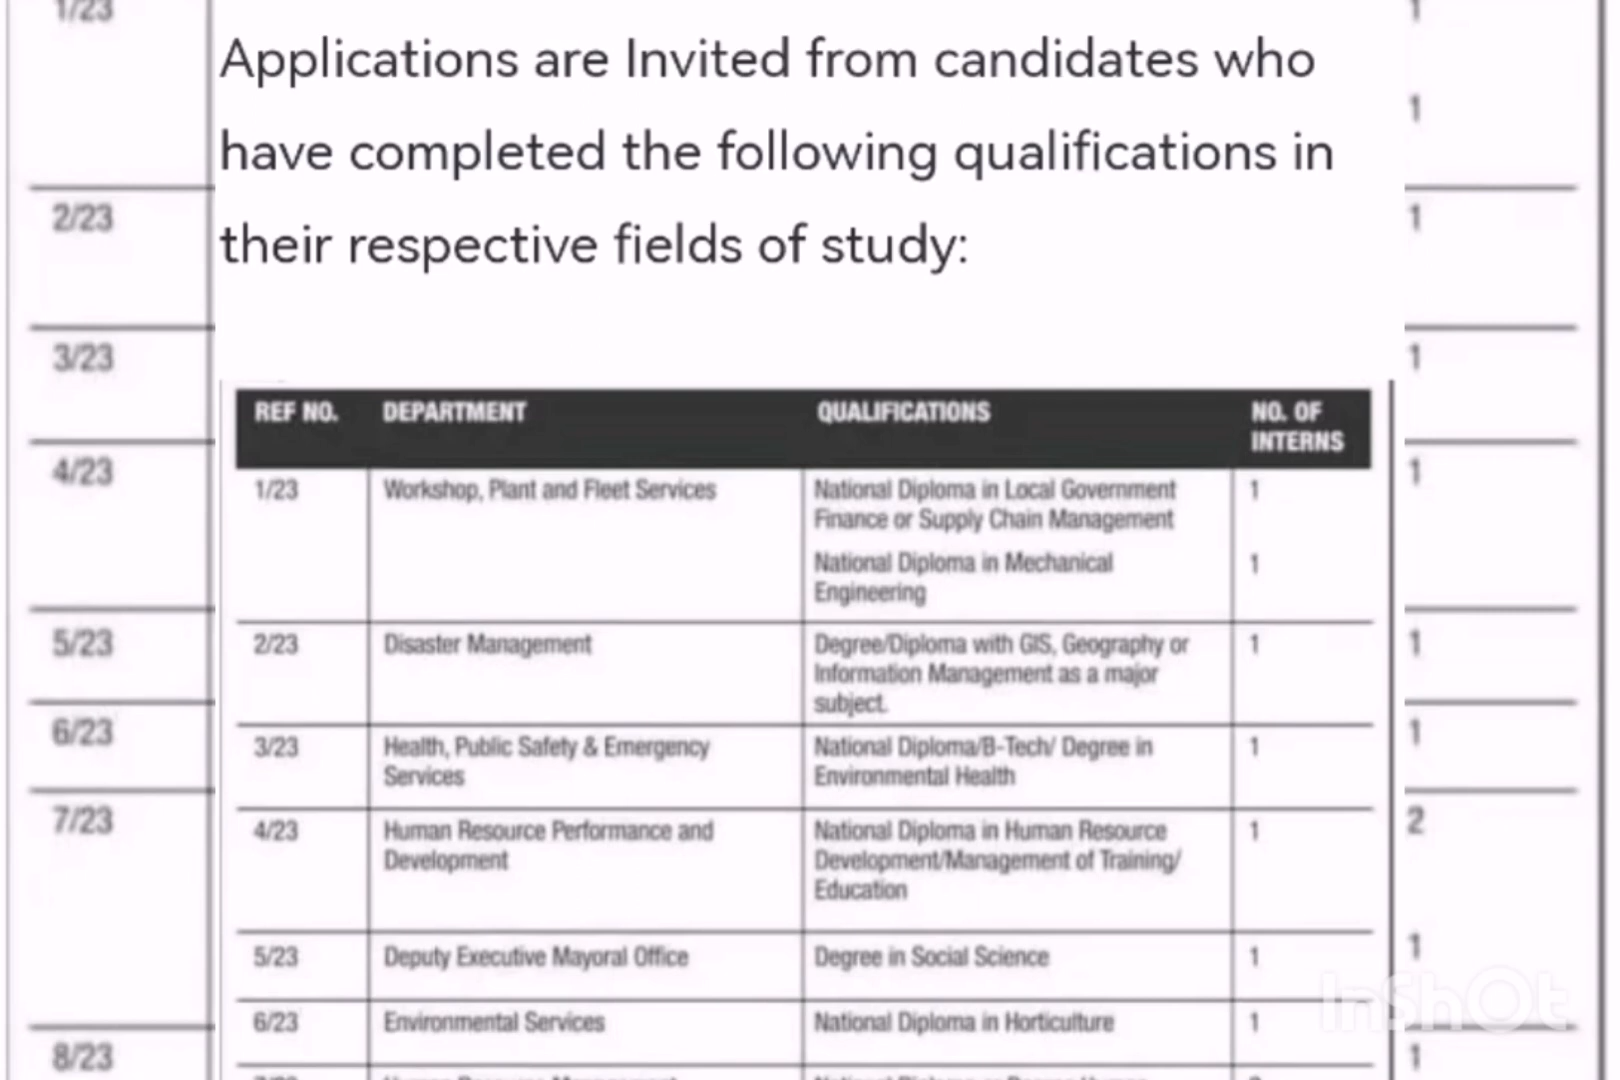 Applications are Invited from candidates who
have completed the following qualifications in
their respective fields of study:
REF NO. DEPARTMENT QUALIFICATIONS NO. OF
INTERNS
1/23 Workshop, Plant and Fleet Services National Diploma in Local Government 1
Finance or Supply Chain Management
National Diploma in Mechanical 1
Engineering
2/23 Disaster Management Degree/Diploma with GIS, Geography or 1
Information Management as a major
subject.
3/23 Health, Public Safety & Emergency National Diploma/B-Tech/ Degree in 1
Services Environmental Health
4/23 Human Resource Performance and National Diploma in Human Resource 1
Development Development/Management of Training/
Education
5/23 Deputy Executive Mayoral Office Degree in Social Science 1
6/23 Environmental Services National Diploma in Horticulture 1
1/23 1
1
2/23 1
3/23 1
4/23 1
5/23 1
6/23 1
7/23 2
1
8/23 1
InShOt